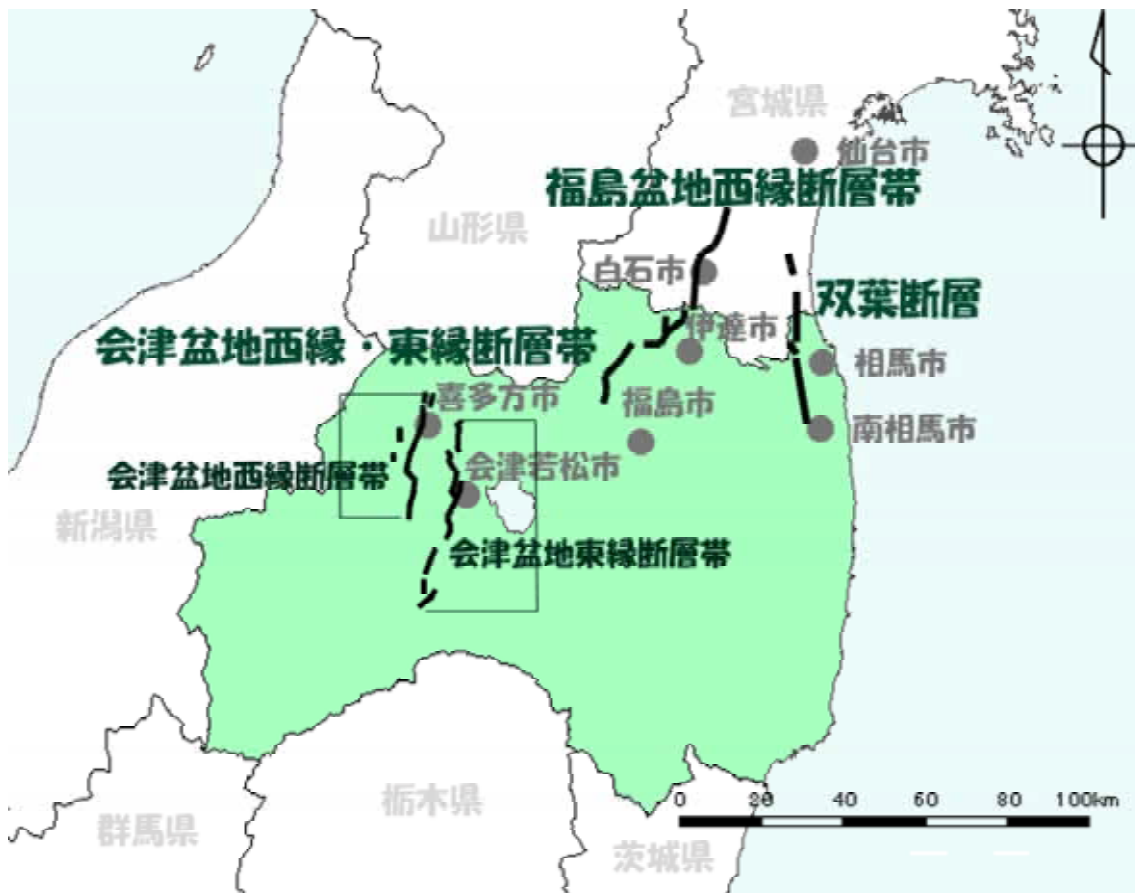 宮城県
仙台市
福島盆地西縁断層帯
山形県
白石市
双葉断層
伊達市
会津盆地西縁・東縁断層帯
相馬市
喜多方市
福島市
南相馬市
会津若松市
会津盆地西縁断層帯
新潟県
会津盆地東縁断層帯
栃木県
0 20 40 60 80 100km
群馬県
茨城県